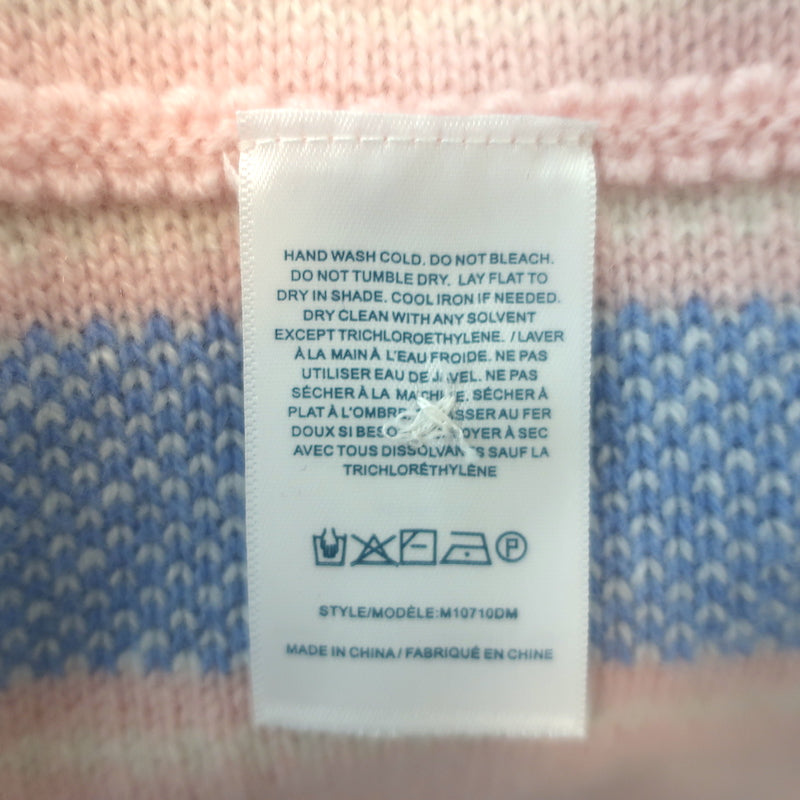 HAND WASH COLD. DO NOT BLEACH.
DO NOT TUMBLE DRY. LAY FLAT TO
DRY IN SHADE. COOL IRON IF NEEDED.
DRY CLEAN WITH ANY SOLVENT
EXCEPT TRICHLOROETHYLENE. / LAVER
À LA MAIN À L'EAU FROIDE. NE PAS
UTILISER EAU DE JAVEL. NE PAS
SÉCHER À LA MACHINE. SÉCHER À
PLAT À L'OMBRE. AU FER
DOUX SI À SEC
AVEC TOUS DISSOLVANTS SAUF LA
TRICHLORÉTHYLÈNE
P
STYLE/MODÈLE:M10710DM
MADE IN CHINA / FABRIQUÉ EN CHINE